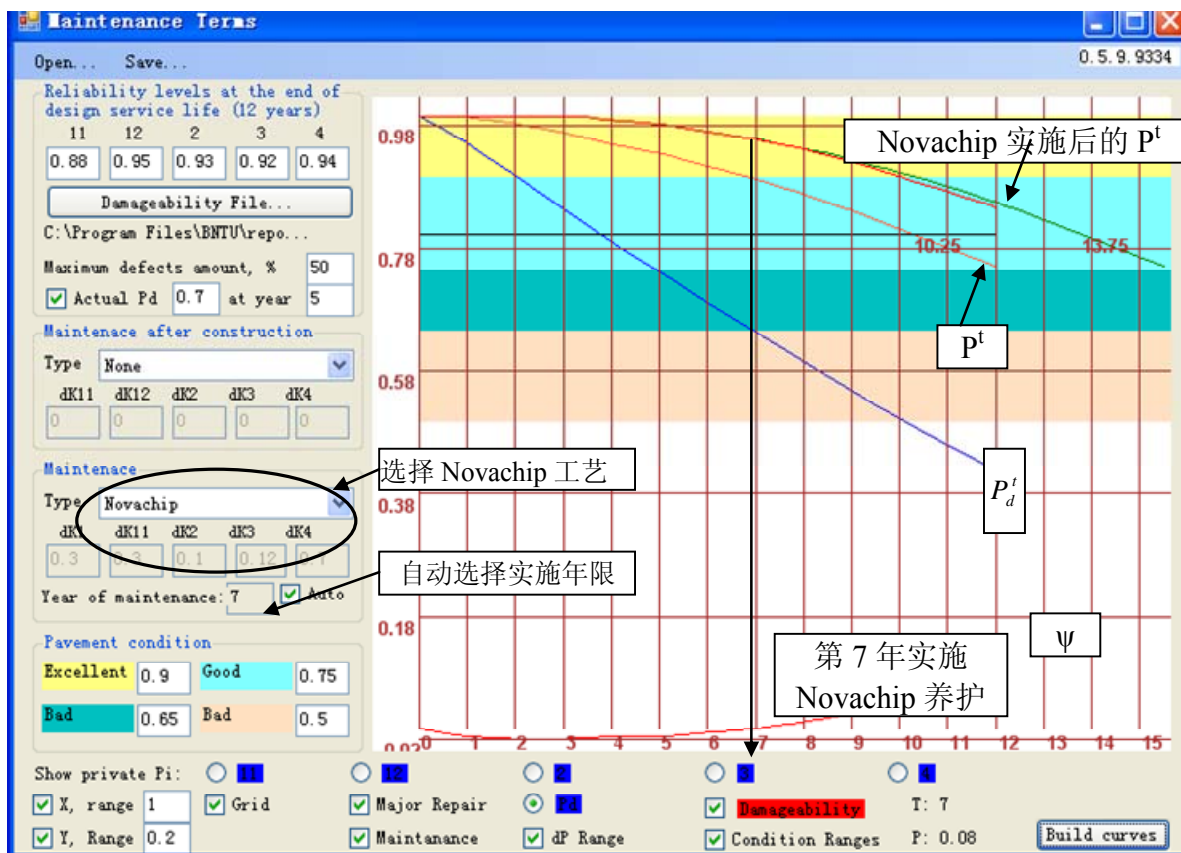 Maintenance Terms
Open... Save...
0.5.9.9334
Reliability levels at the end of
design service life (12 years)
11 12 2 3 4
0.88 0.95 0.93 0.92 0.94
Damageability File...
C:\Program Files\BNTU\repo...
Maximum defects amount, % 50
Actual Pd 0.7 at year 5
Maintenace after construction
Type None
dK11 dK12 dK2 dK3 dK4
0 0 0 0 0
Maintenace
Type Novachip
dK1 dK11 dK2 dK3 dK4
0.3 0.3 0.1 0.12
Year of maintenance: 7 Auto
Pavement condition
Excellent 0.9 Good 0.75
Bad 0.65 Bad 0.5
0.98
0.78
0.58
0.38
0.18
0.02
0 1 2 3 4 5 6 7 8 9 10 11 12 13 14 15
Novachip 实施后的 Pᵗ
10.25 13.75
Pᵗ
选择 Novachip 工艺
P_d^t
自动选择实施年限
ψ
第 7 年实施
Novachip 养护
Show private Pi: 11 12 2 3 4
X, range 1 Grid Major Repair Pd Damageability T: 7
Y, Range 0.2 Maintanance dP Range Condition Ranges P: 0.08 Build curves